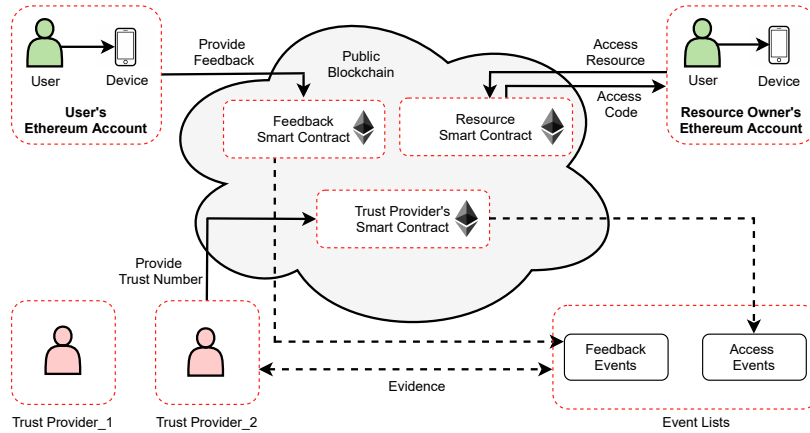 User
Device
User's
Ethereum Account
Provide
Feedback
Public
Blockchain
Access
Resource
Access
Code
User
Device
Resource Owner's
Ethereum Account
Feedback
Smart Contract
Resource
Smart Contract
Trust Provider's
Smart Contract
Provide
Trust Number
Trust Provider_1
Trust Provider_2
Evidence
Feedback
Events
Access
Events
Event Lists